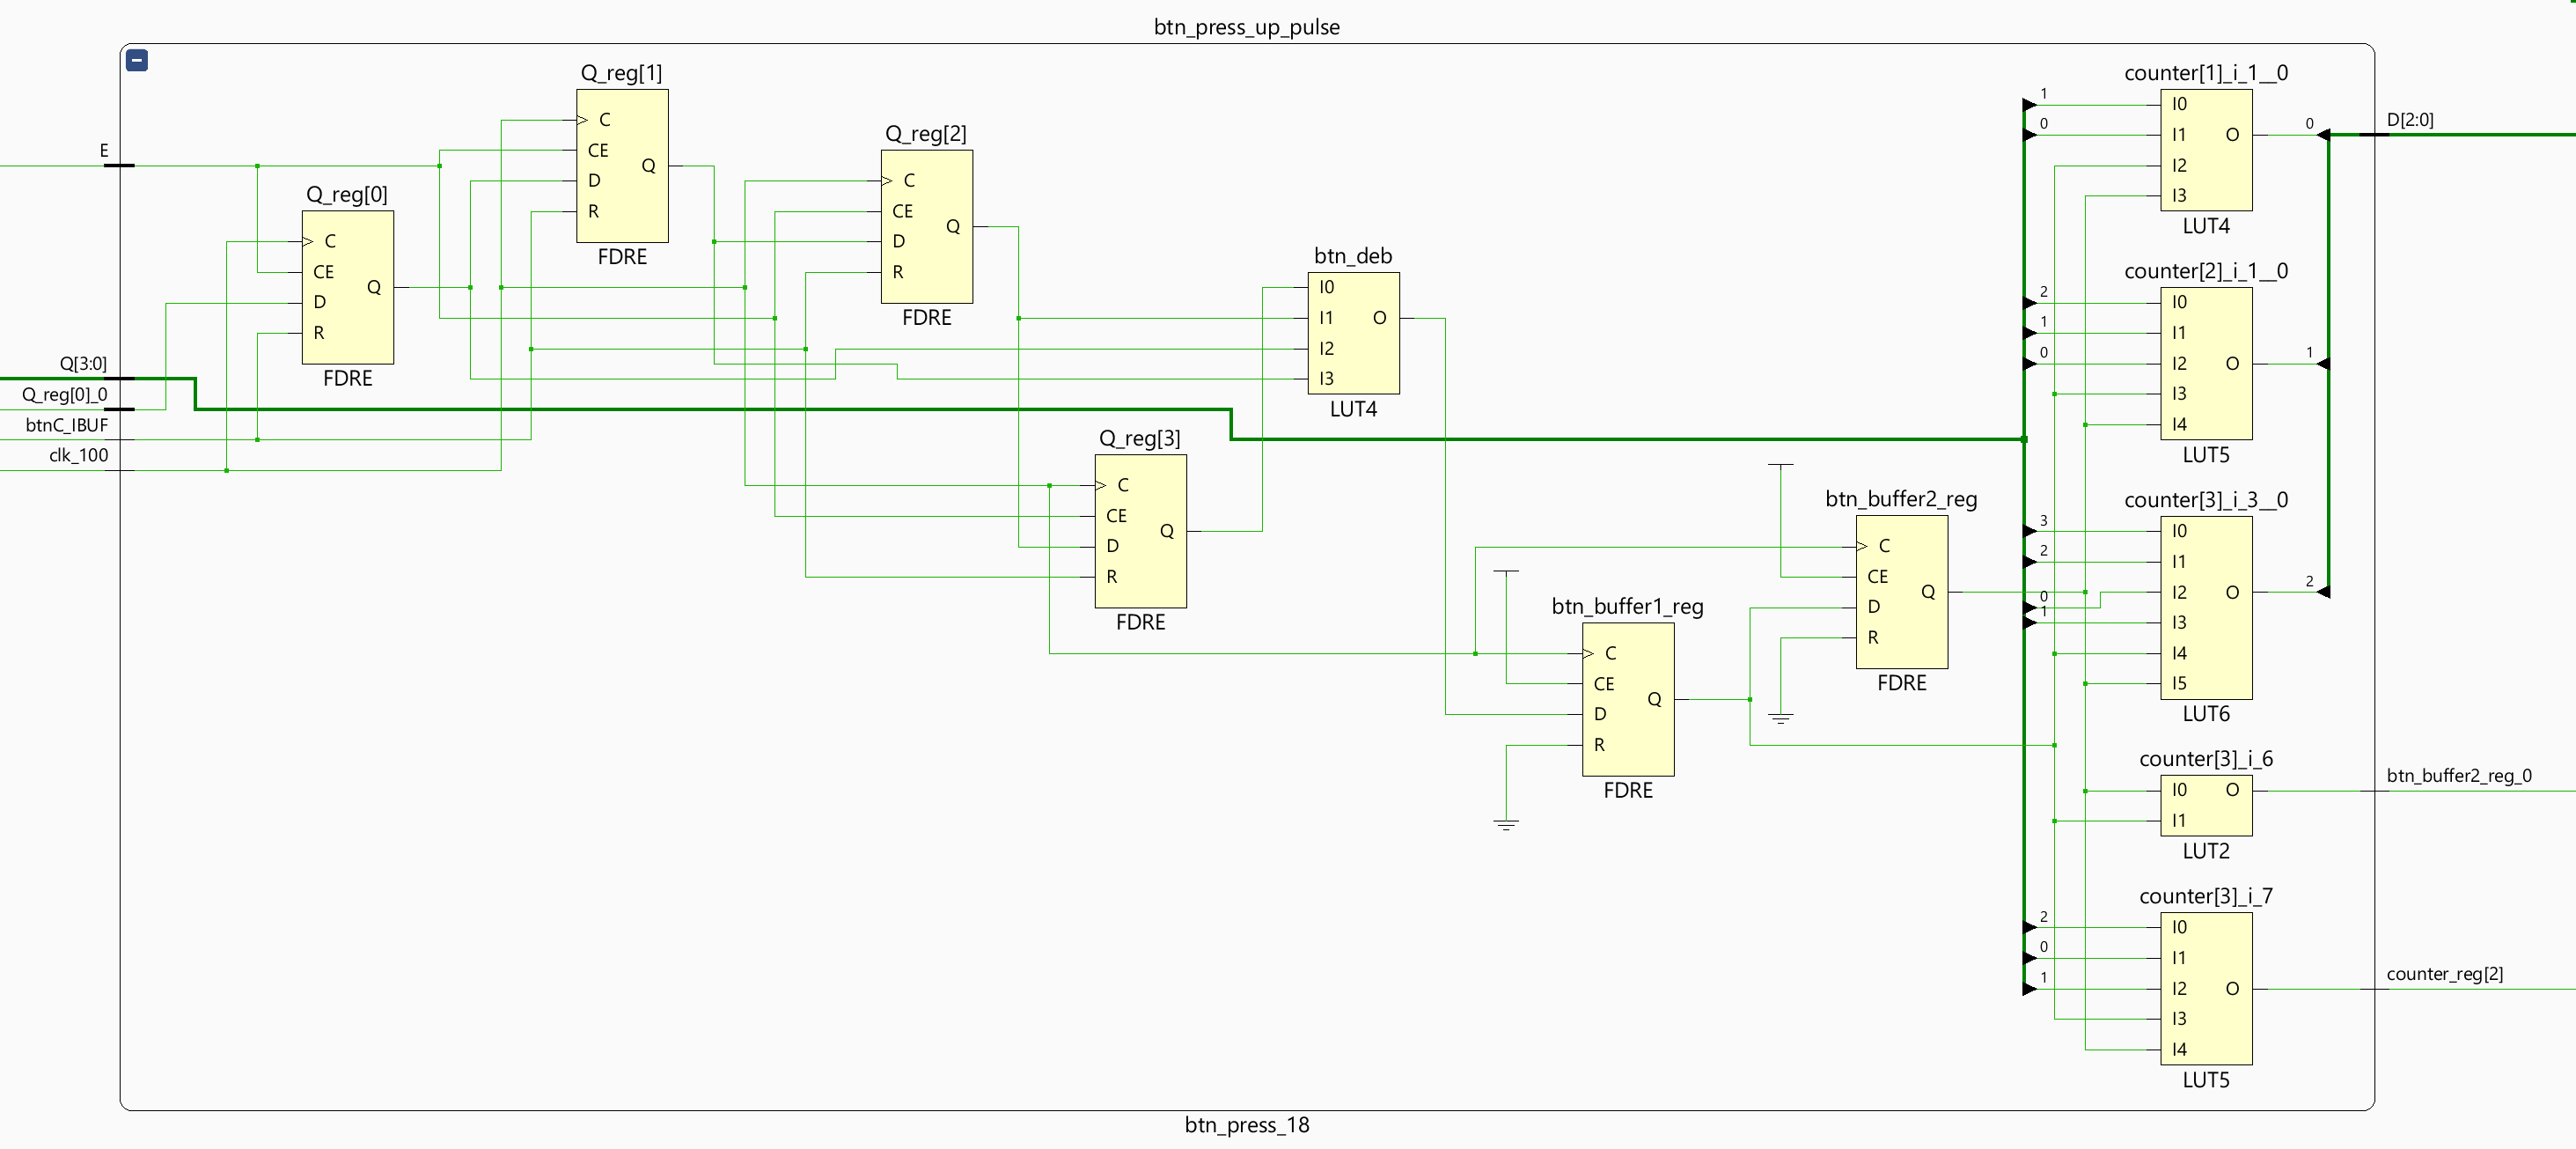 btn_press_up_pulse
E
Q[3:0]
Q_reg[0]_0
btnC_IBUF
clk_100
Q_reg[0]
C
CE
D
R
Q
FDRE
Q_reg[1]
C
CE
D
R
Q
FDRE
Q_reg[2]
C
CE
D
R
Q
FDRE
Q_reg[3]
C
CE
D
R
Q
FDRE
btn_deb
I0
I1
I2
I3
O
LUT4
btn_buffer1_reg
C
CE
D
R
Q
FDRE
btn_buffer2_reg
C
CE
D
R
Q
FDRE
counter[1]_i_1__0
1
0
I0
I1
I2
I3
O
0
LUT4
counter[2]_i_1__0
2
1
0
I0
I1
I2
I3
I4
O
1
LUT5
counter[3]_i_3__0
3
2
0
1
I0
I1
I2
I3
I4
I5
O
2
LUT6
counter[3]_i_6
I0
I1
O
LUT2
counter[3]_i_7
2
0
1
I0
I1
I2
I3
I4
O
LUT5
D[2:0]
btn_buffer2_reg_0
counter_reg[2]
btn_press_18